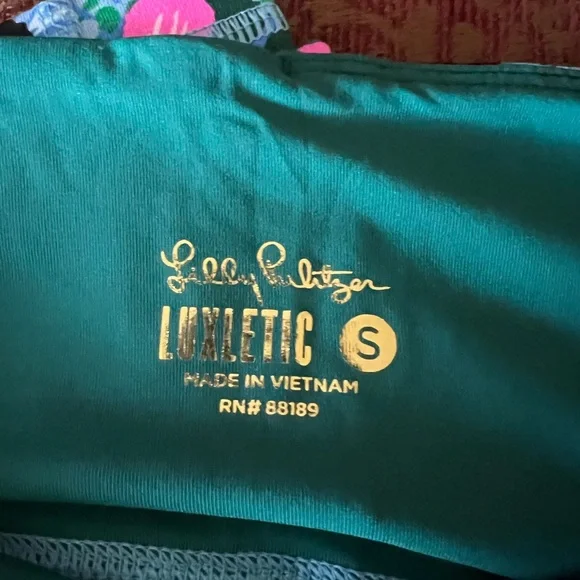 Lilly Pulitzer
LUXLETIC S
MADE IN VIETNAM
RN# 88189